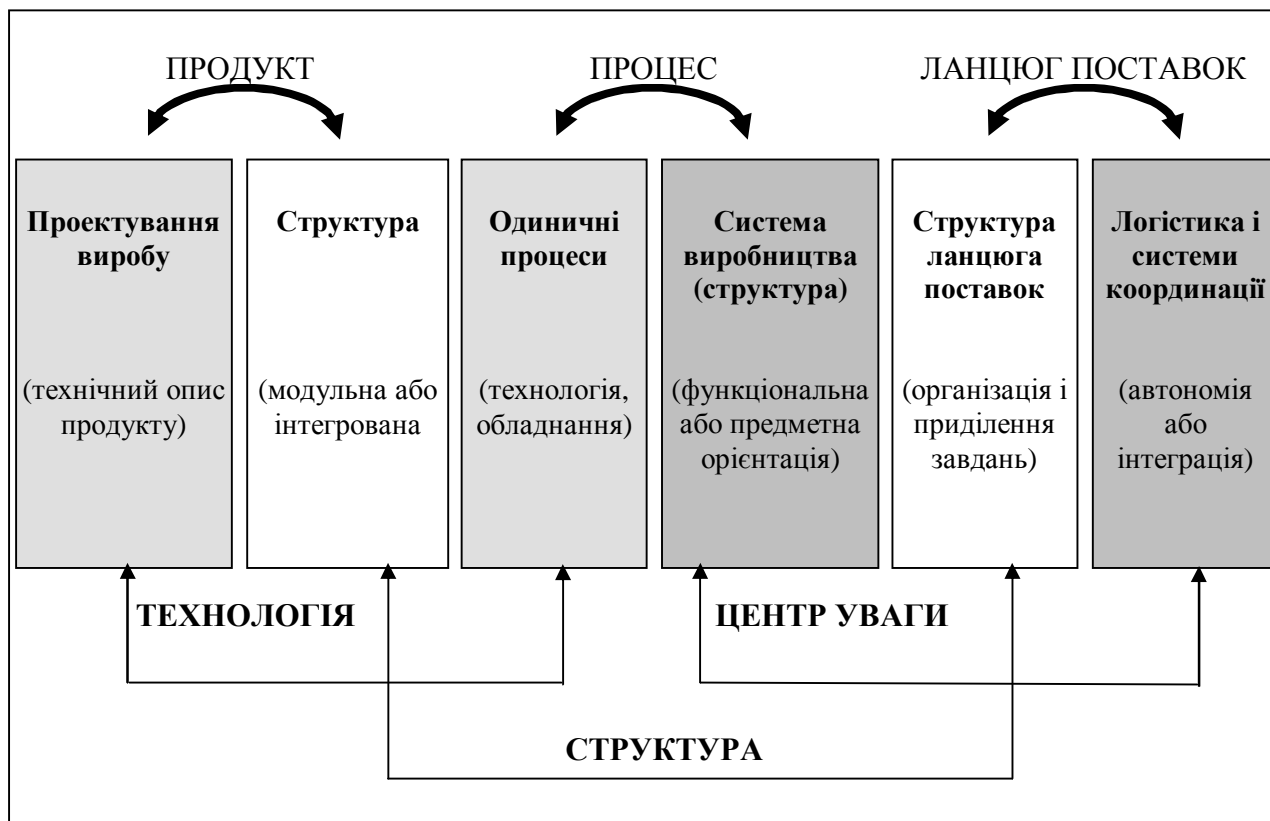 ПРОДУКТ
ПРОЦЕС
ЛАНЦЮГ ПОСТАВОК
Проектування
виробу
(технічний опис
продукту)
Структура
(модульна або
інтегрована
Одиничні
процеси
(технологія,
обладнання)
Система
виробництва
(структура)
(функціональна
або предметна
орієнтація)
Структура
ланцюга
поставок
(організація і
приділення
завдань)
Логістика і
системи
координації
(автономія
або
інтеграція)
ТЕХНОЛОГІЯ
ЦЕНТР УВАГИ
СТРУКТУРА